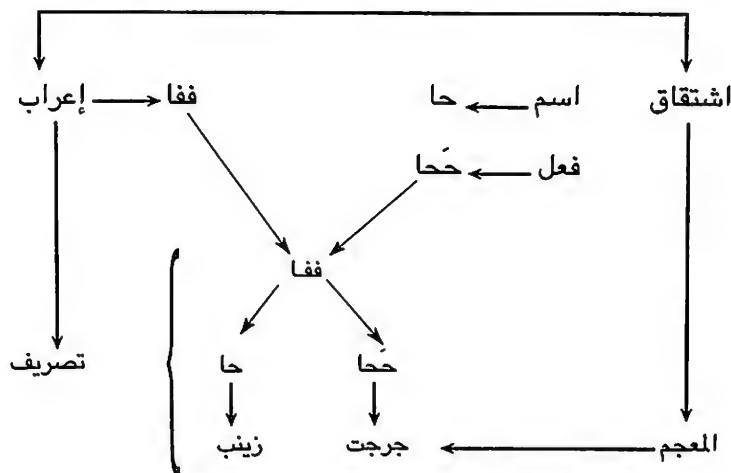 اشتقاق اسم حا ففا إعراب
فعل حَحا
ففا
حَحا حا تصريف
المعجم جرجت زينب